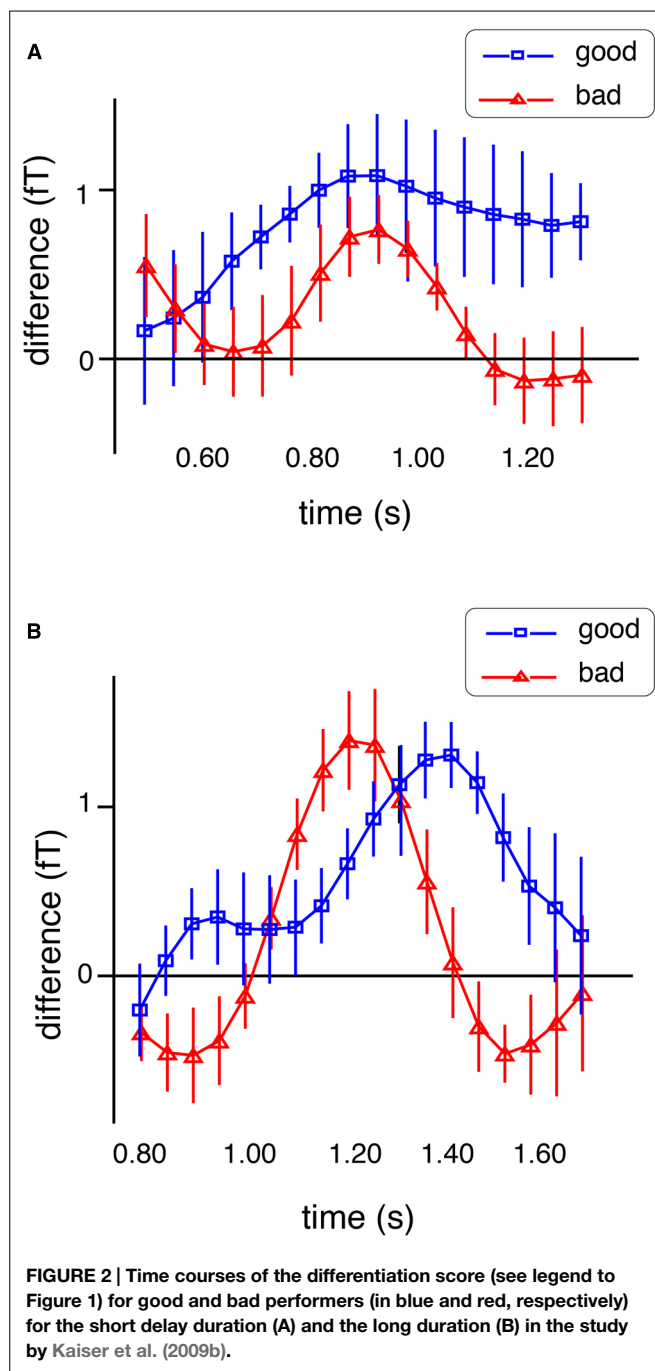 A
good
bad
difference (fT)
1
0
0.60 0.80 1.00 1.20
time (s)
B
good
bad
difference (fT)
1
0
0.80 1.00 1.20 1.40 1.60
time (s)
FIGURE 2 | Time courses of the differentiation score (see legend to
Figure 1) for good and bad performers (in blue and red, respectively)
for the short delay duration (A) and the long duration (B) in the study
by Kaiser et al. (2009b).